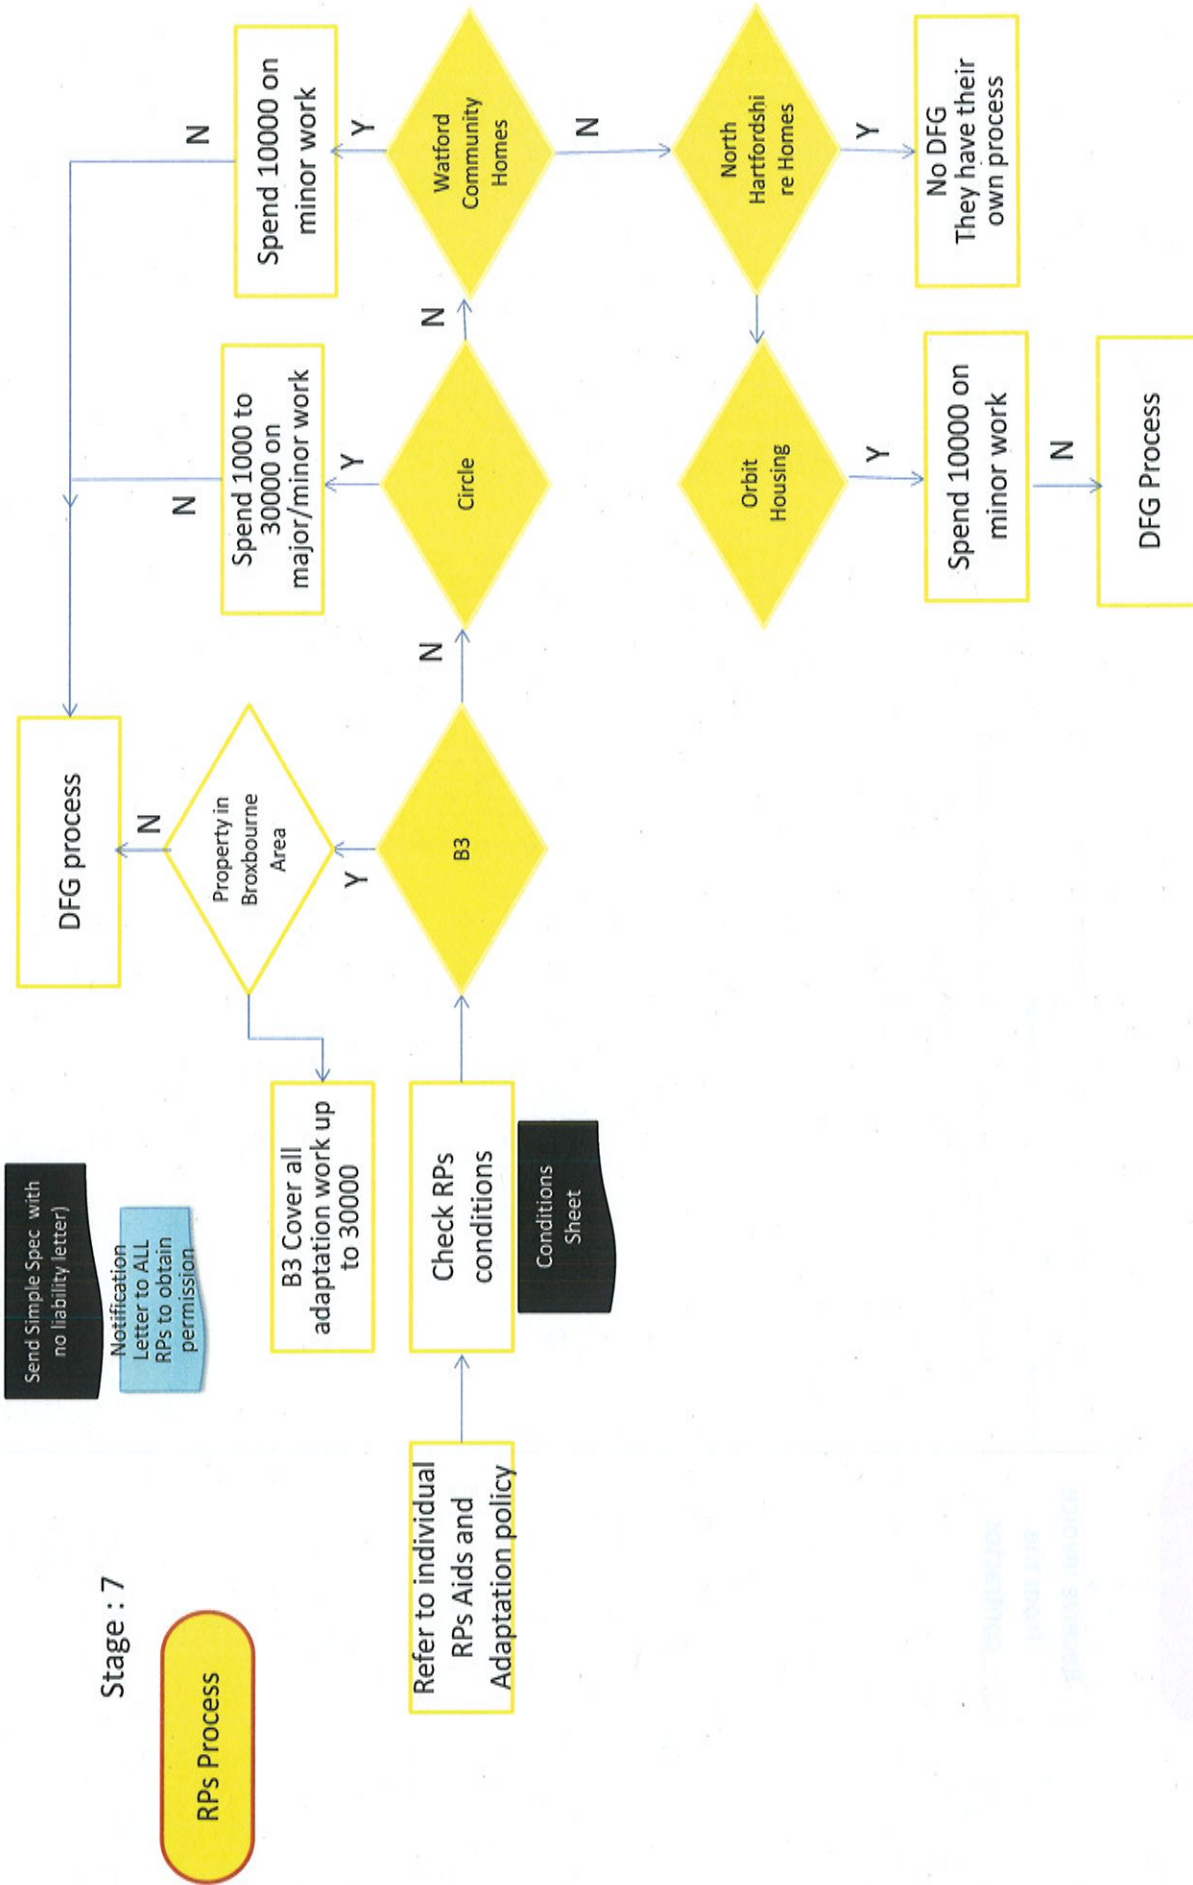 Stage : 7
RPs Process
Send Simple Spec with
no liability letter)
Notification
Letter to ALL
RPs to obtain
permission
Refer to individual
RPs Aids and
Adaptation policy
Check RPs
conditions
Conditions
Sheet
B3 Cover all
adaptation work up
to 30000
B3
Y
Property in
Broxbourne
Area
N
DFG process
N
Circle
Y
Spend 1000 to
30000 on
major/minor work
N
N
Watford
Community
Homes
Y
Spend 10000 on
minor work
N
N
North
Hartfordshi
re Homes
Y
No DFG
They have their
own process
Orbit
Housing
Y
Spend 10000 on
minor work
N
DFG Process